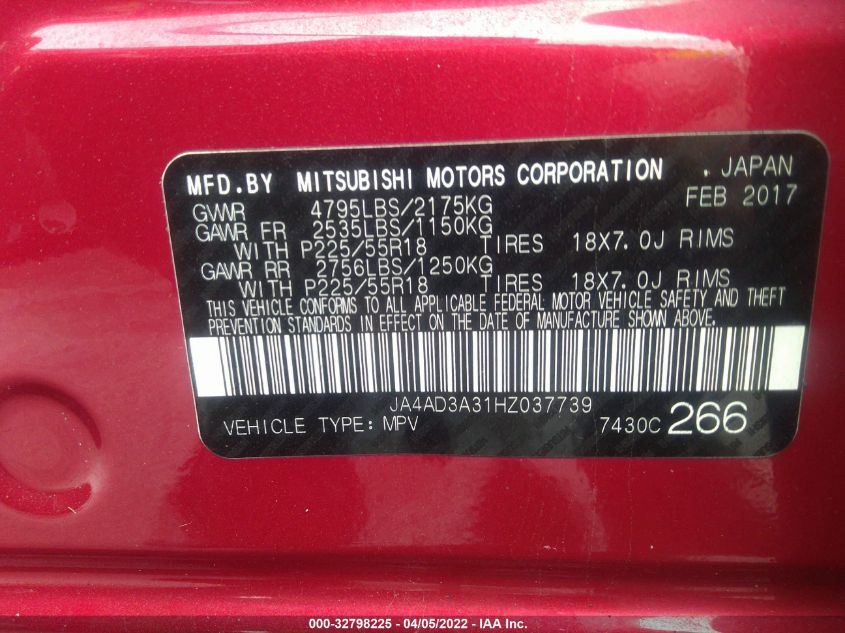 MFD.BY MITSUBISHI MOTORS CORPORATION . JAPAN
FEB 2017
GVWR 4795LBS/2175KG
GAWR FR 2535LBS/1150KG
WITH P225/55R18 TIRES 18X7.0J RIMS
GAWR RR 2756LBS/1250KG
WITH P225/55R18 TIRES 18X7.0J RIMS
THIS VEHICLE CONFORMS TO ALL APPLICABLE FEDERAL MOTOR VEHICLE SAFETY AND THEFT
PREVENTION STANDARDS IN EFFECT ON THE DATE OF MANUFACTURE SHOWN ABOVE.
JA4AD3A31HZ037739
VEHICLE TYPE: MPV 7430C 266
000-32798225 - 04/05/2022 - IAA Inc.